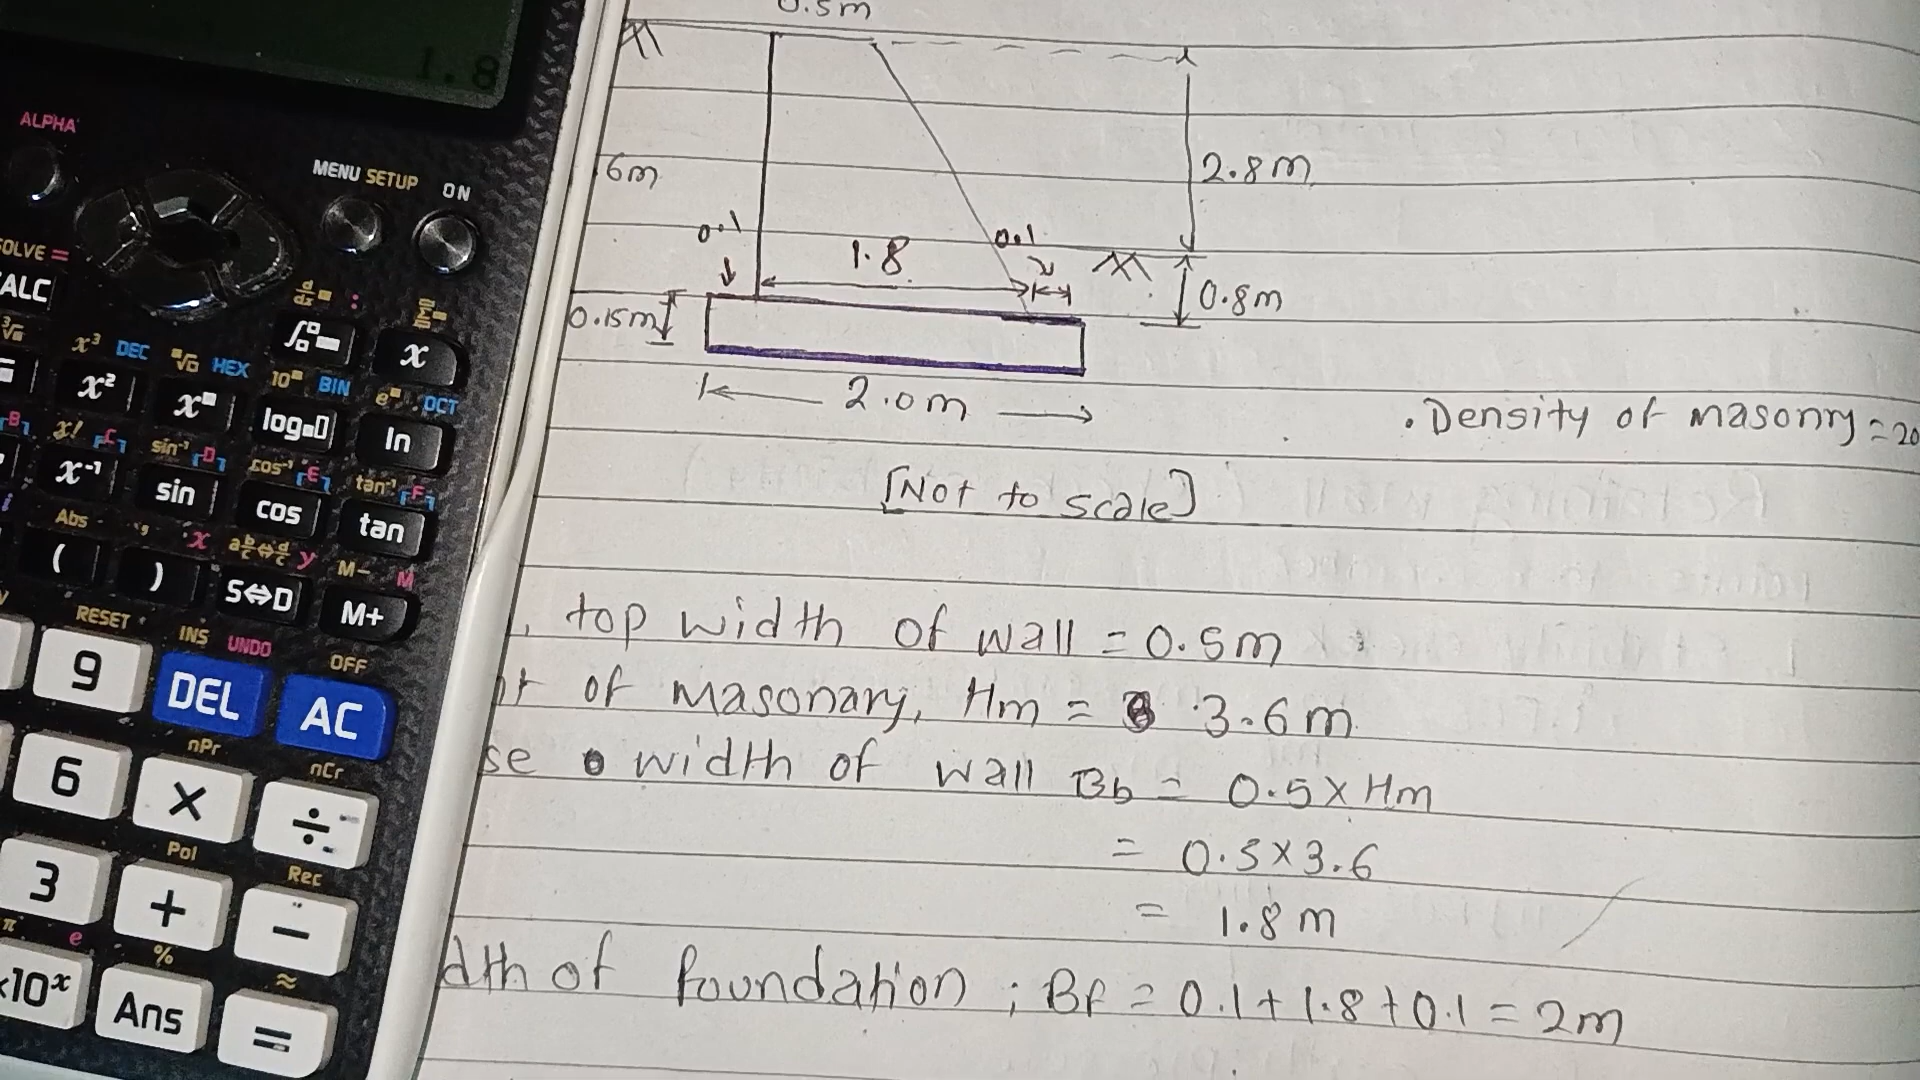 0.5m
1.8
ALPHA
MENU SETUP ON
6m
2.8m
0.1
0.1
SOLVE =
CALC
1.8
0.8m
0.15m
x³ DEC HEX 10 BIN e OCT
x² x log ln
2.0m
. Density of masonry = 20
x! sin⁻¹ D cos⁻¹ E tan⁻¹ F
x⁻¹ sin cos tan
[Not to scale]
Abs , x y M- M
( ) S⇔D M+
top width of wall = 0.5m
RESET INS UNDO OFF
9 DEL AC
of masonary, Hm = 3.6m
nPr nCr
6 × ÷
se width of wall Bb = 0.5×Hm
= 0.5×3.6
Pol Rec
3 + −
= 1.8m
π e % ≈
×10ˣ Ans =
dth of foundation ; Bf = 0.1+1.8+0.1 = 2m